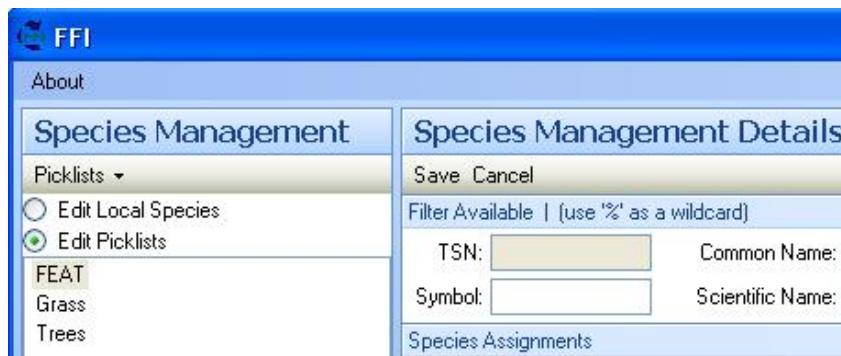 FFI
About
Species Management
Picklists
Edit Local Species
Edit Picklists
FEAT
Grass
Trees
Species Management Details
Save Cancel
Filter Available | (use '%' as a wildcard)
TSN: Common Name:
Symbol: Scientific Name:
Species Assignments